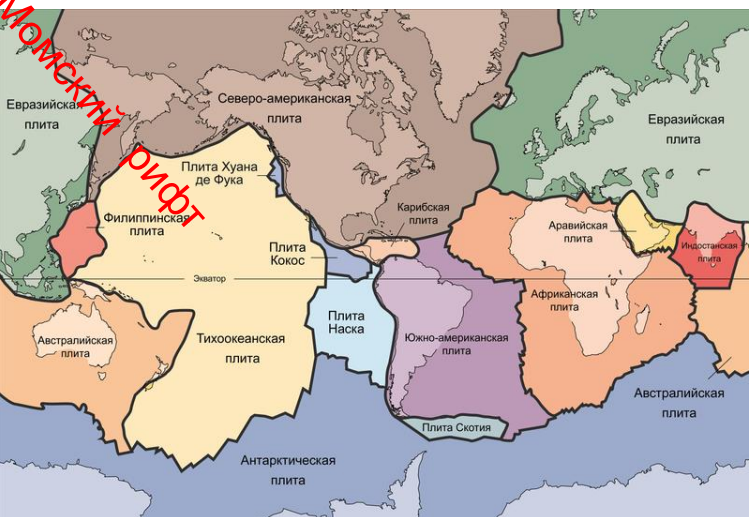 Момский рифт
Евразийская
плита
Северо-американская
плита
Евразийская
плита
Плита Хуана
де Фука
Филиппинская
плита
Карибская
плита
Аравийская
плита
Индостанская
плита
Плита
Кокос
Экватор
Африканская
плита
Австралийская
плита
Тихоокеанская
плита
Плита
Наска
Южно-американская
плита
Австралийская
плита
Плита Скотия
Антарктическая
плита